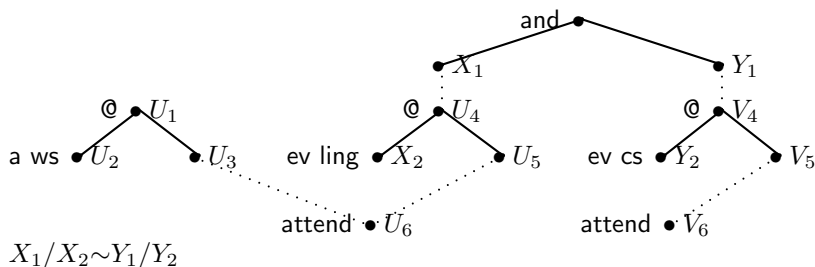 and
X₁ Y₁
@ U₁ @ U₄ @ V₄
a ws U₂ U₃ ev ling X₂ U₅ ev cs Y₂ V₅
attend U₆ attend V₆
X₁/X₂~Y₁/Y₂